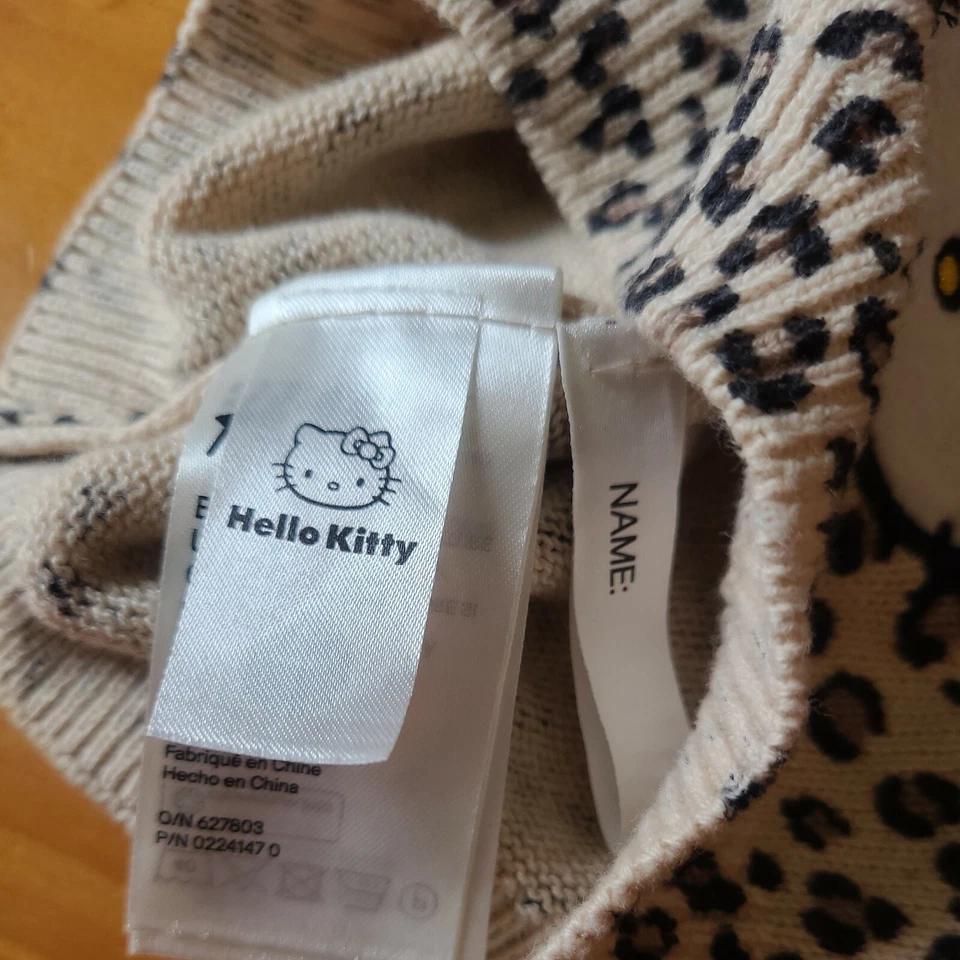 Hello Kitty
NAME:
Fabriqué en Chine
Hecho en China
O/N 627803
P/N 0224147 0